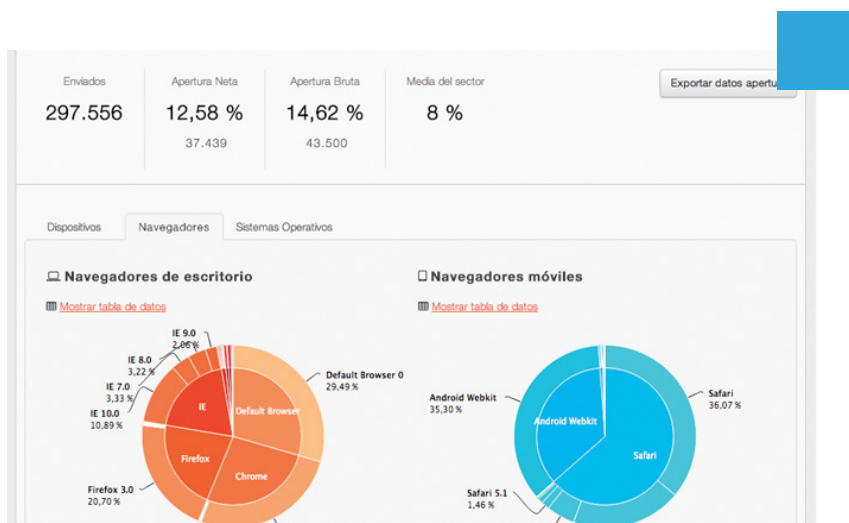 Enviados
Apertura Neta
Apertura Bruta
Media del sector
Exportar datos apertu
297.556
12,58 %
14,62 %
8 %
37.439
43.500
Dispositivos
Navegadores
Sistemas Operativos
Navegadores de escritorio
Mostrar tabla de datos
IE 9.0
2,06 %
IE 8.0
3,22 %
IE 7.0
3,33 %
IE 10.0
10,89 %
Firefox 3.0
20,70 %
Default Browser 0
29,49 %
IE
Default Browser
Firefox
Chrome
Navegadores móviles
Mostrar tabla de datos
Android Webkit
35,30 %
Safari
36,07 %
Android Webkit
Safari
Safari 5.1
1,46 %